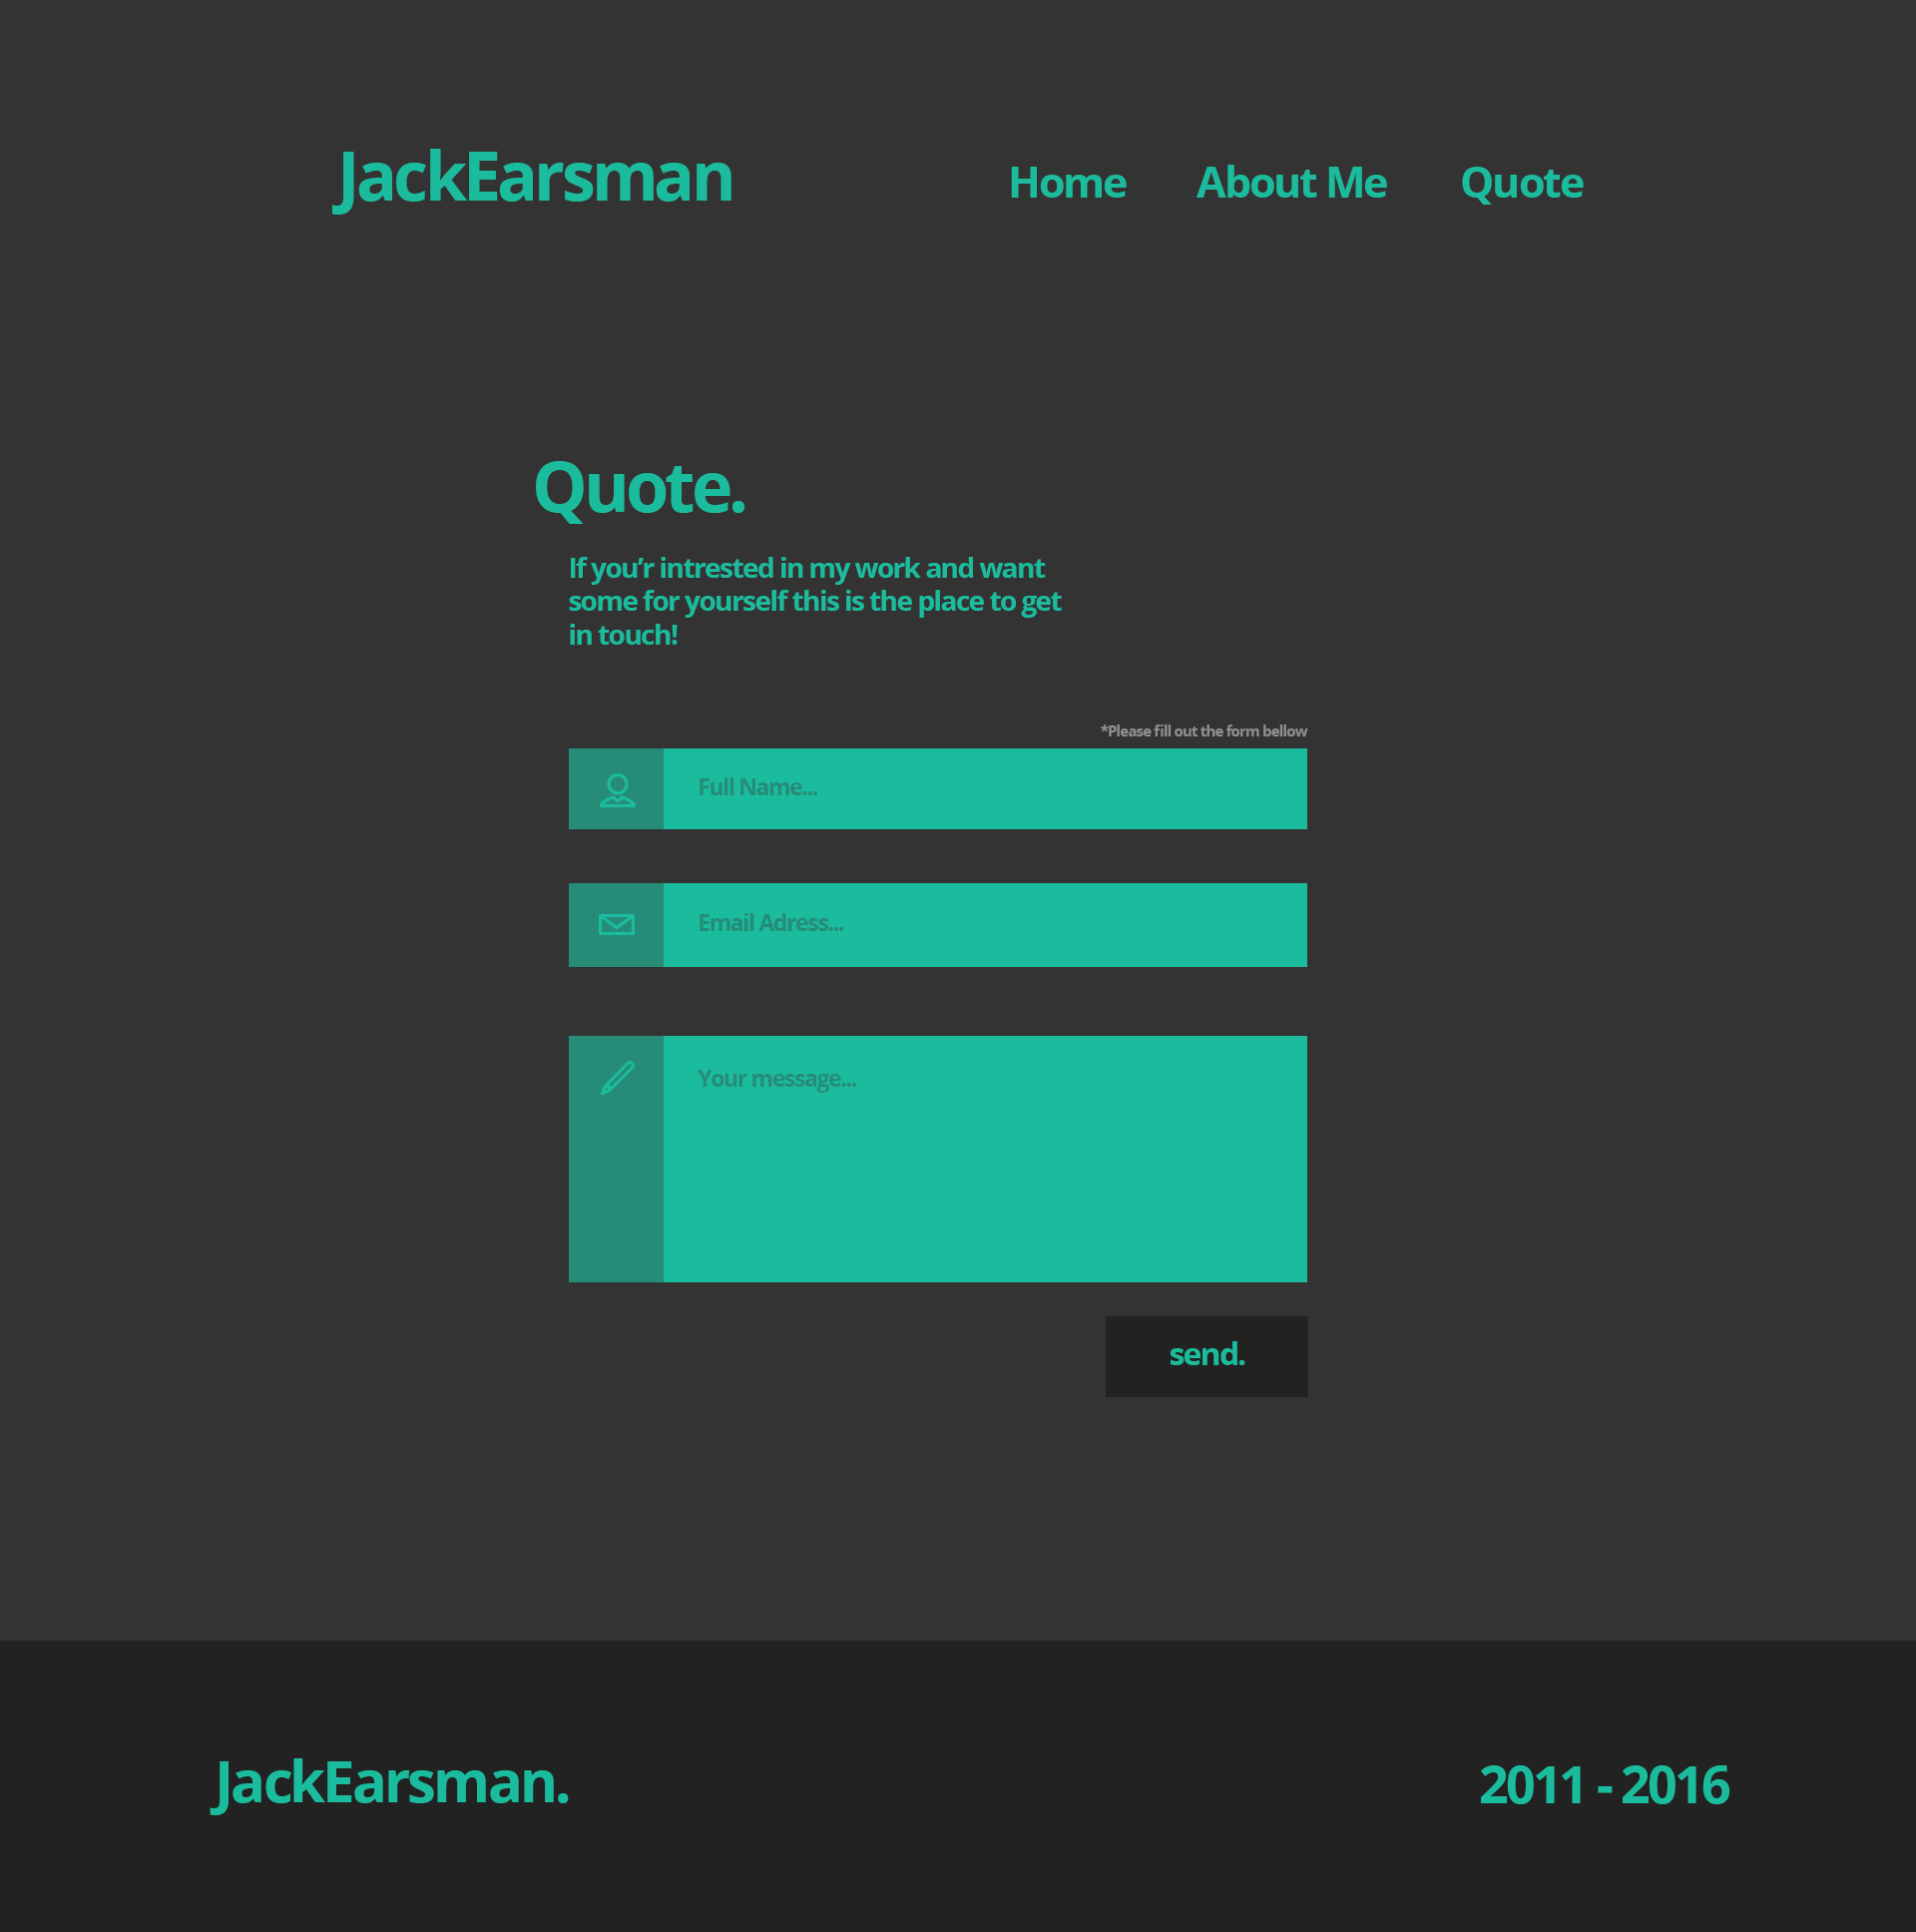 JackEarsman
Home
About Me
Quote
Quote.
If you’r intrested in my work and want
some for yourself this is the place to get
in touch!
*Please fill out the form bellow
Full Name...
Email Adress...
Your message...
send.
JackEarsman.
2011 - 2016